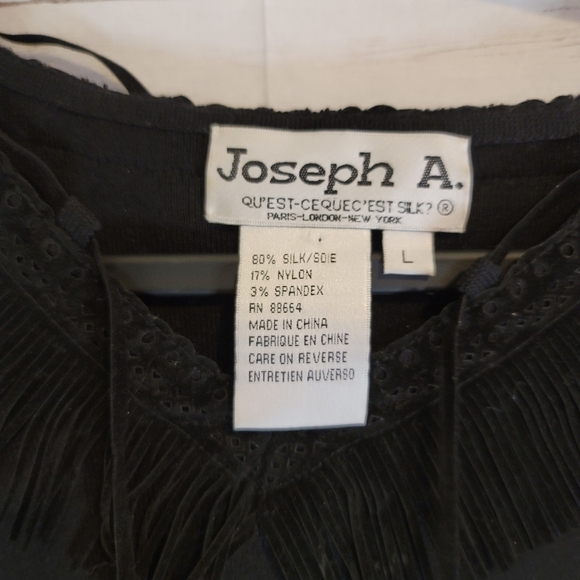 Joseph A.
QU'EST-CEQUEC'EST SILK? ®
PARIS-LONDON-NEW YORK
L
80% SILK/SOIE
17% NYLON
3% SPANDEX
RN 88664
MADE IN CHINA
FABRIQUE EN CHINE
CARE ON REVERSE
ENTRETIEN AUVERSO